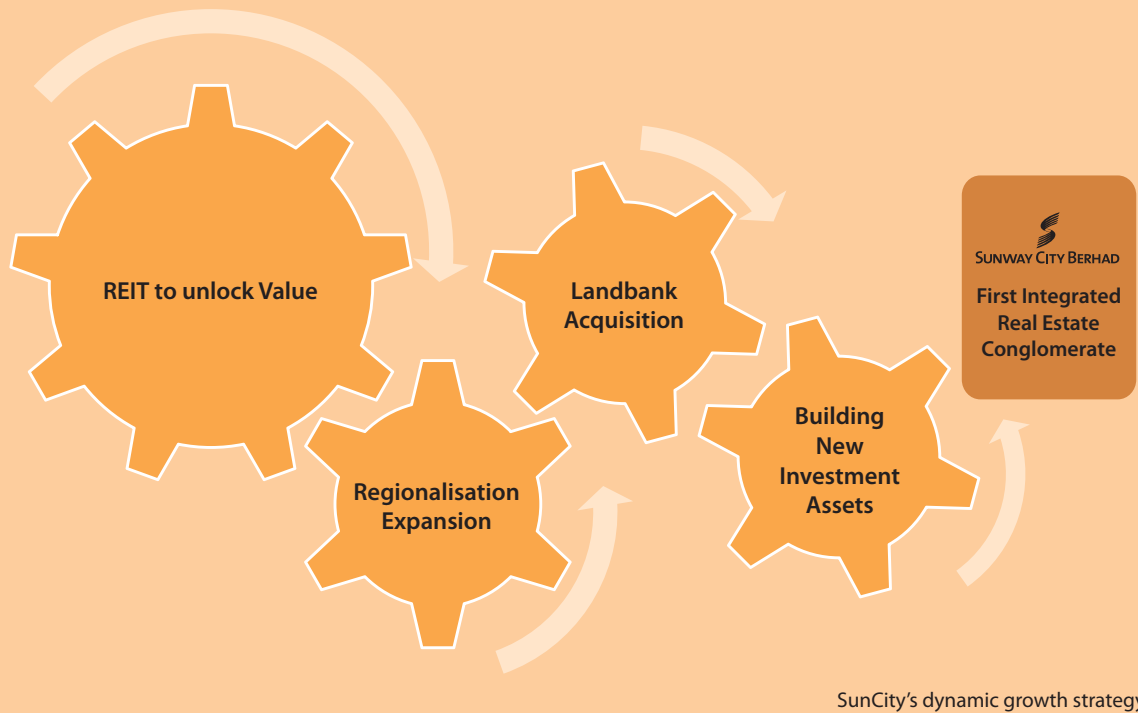 REIT to unlock Value
Regionalisation
Expansion
Landbank
Acquisition
Building
New
Investment
Assets
SUNWAY CITY BERHAD
First Integrated
Real Estate
Conglomerate
SunCity’s dynamic growth strategy